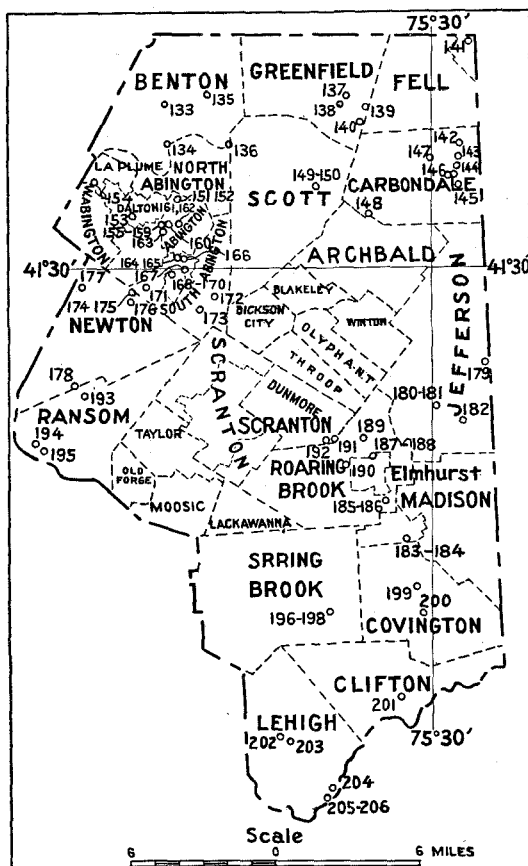 75°30'
141
BENTON
GREENFIELD
FELL
135
133
137
138
139
140
134
136
142
147
143
146
144
145
LA PLUME
NORTH
ABINGTON
149-150
SCOTT
CARBONDALE
148
154
DALTON
161,
151
152
162
153
155-159
163
ABINGTON
N.ABINGTON
160
ARCHBALD
166
41°30'
41°30'
164
165
SOUTH ABINGTON
177
167
168-170
171
172
174-175
176
173
NEWTON
BLAKELEY
DICKSON
CITY
WINTON
OLYPHANT
THROOP
JEFFERSON
179
178
193
180-181
182
SCRANTON
DUNMORE
RANSOM
194
195
TAYLOR
SCRANTON
189
192
191
187
188
190
OLD
FORGE
ROARING
BROOK
Elmhurst
MADISON
MOOSIC
185-186
LACKAWANNA
183-184
SRRING
BROOK
199
200
196-198
COVINGTON
CLIFTON
201
LEHIGH
75°30'
202
203
204
205-206
Scale
6
0
6 MILES